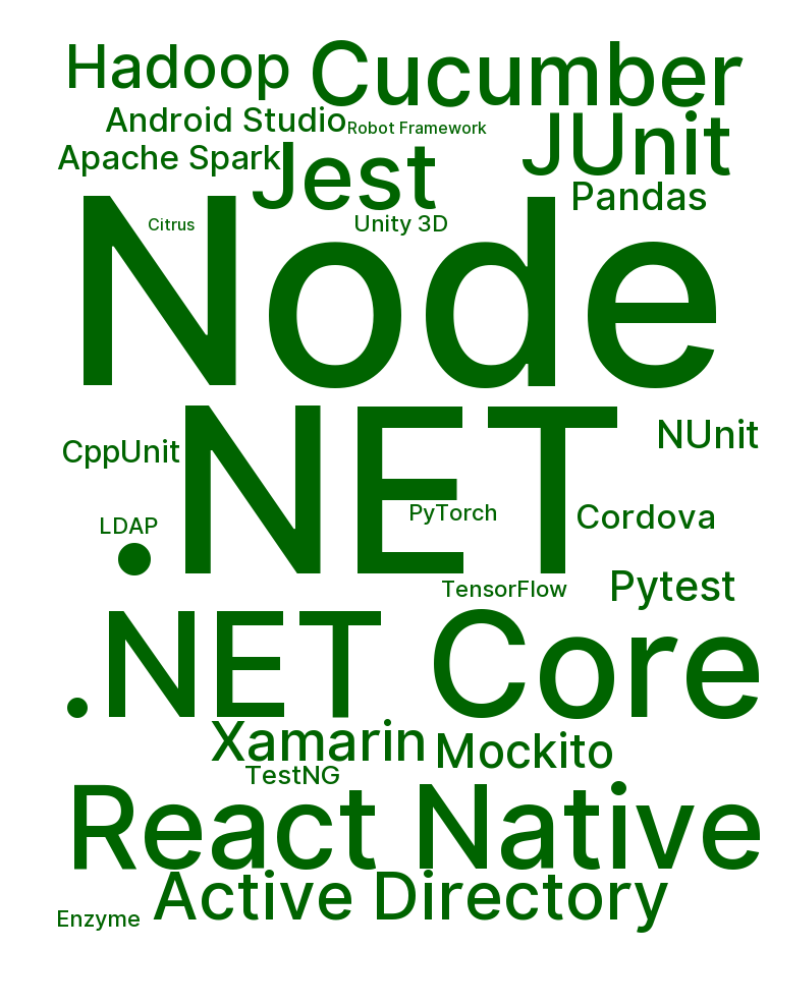 Hadoop
Cucumber
Android Studio
Robot Framework
JUnit
Apache Spark
Jest
Pandas
Citrus
Unity 3D
Node
.NET
NUnit
CppUnit
PyTorch
Cordova
LDAP
TensorFlow
Pytest
.NET Core
Xamarin
Mockito
TestNG
React Native
Active Directory
Enzyme